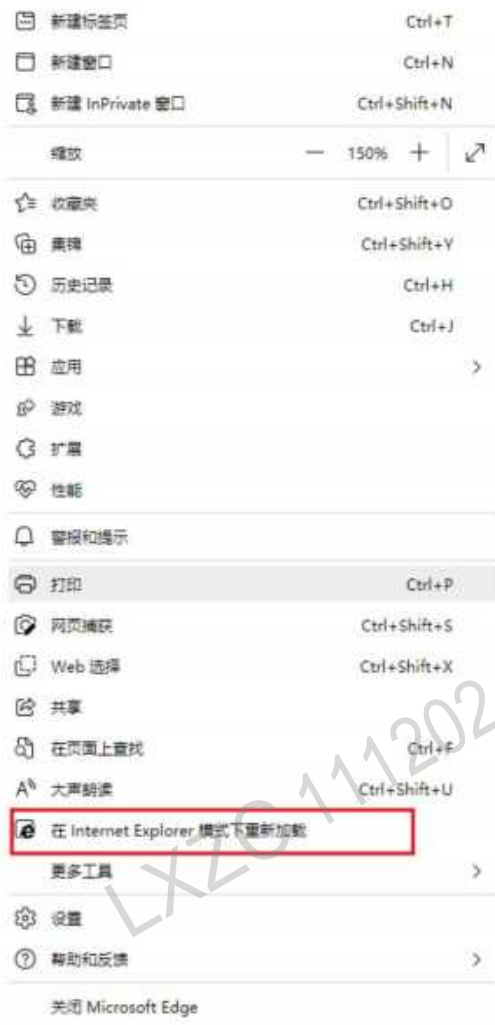 新建标签页 Ctrl+T
新建窗口 Ctrl+N
新建 InPrivate 窗口 Ctrl+Shift+N
缩放 — 150% +
收藏夹 Ctrl+Shift+O
集锦 Ctrl+Shift+Y
历史记录 Ctrl+H
下载 Ctrl+J
应用
游戏
扩展
性能
警报和提示
打印 Ctrl+P
网页捕获 Ctrl+Shift+S
Web 选择 Ctrl+Shift+X
共享
在页面上查找 Ctrl+F
大声朗读 Ctrl+Shift+U
在 Internet Explorer 模式下重新加载
更多工具
设置
帮助和反馈
关闭 Microsoft Edge
LXZC 111202